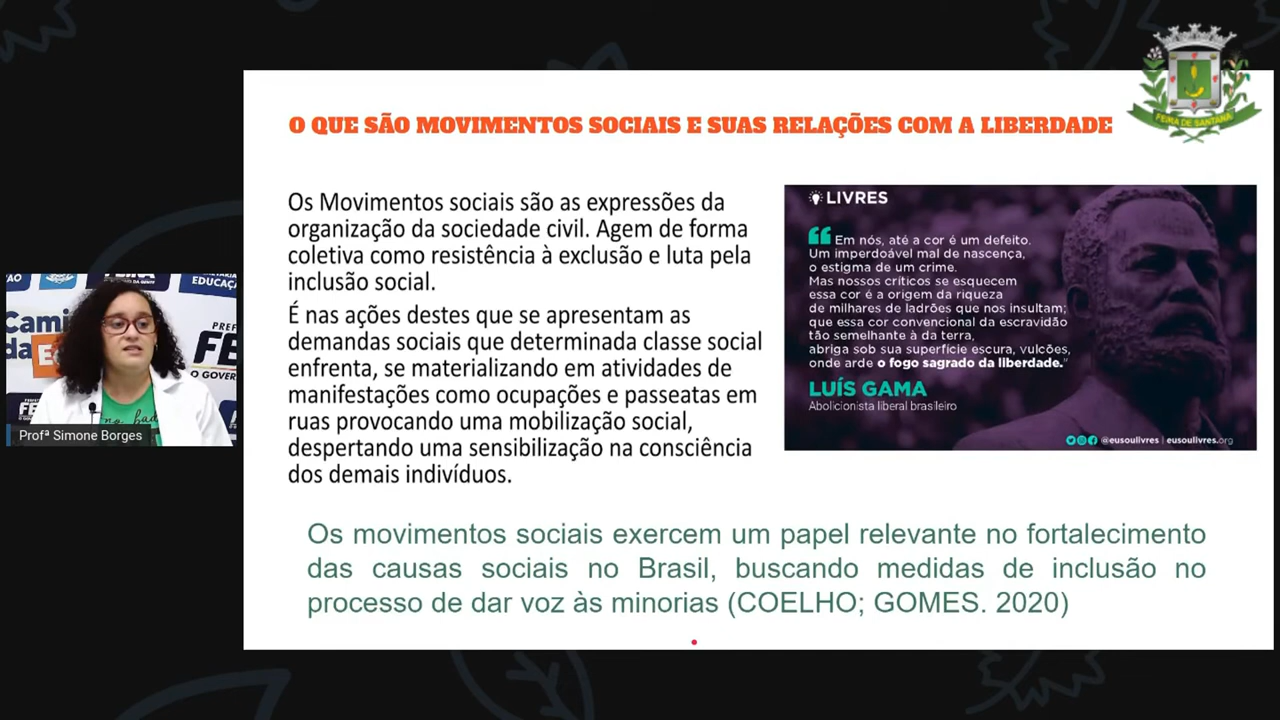 FEIRA DE SANTANA
O QUE SÃO MOVIMENTOS SOCIAIS E SUAS RELAÇÕES COM A LIBERDADE
Os Movimentos sociais são as expressões da
organização da sociedade civil. Agem de forma
coletiva como resistência à exclusão e luta pela
inclusão social.
É nas ações destes que se apresentam as
demandas sociais que determinada classe social
enfrenta, se materializando em atividades de
manifestações como ocupações e passeatas em
ruas provocando uma mobilização social,
despertando uma sensibilização na consciência
dos demais indivíduos.
LIVRES
“Em nós, até a cor é um defeito.
Um imperdoável mal de nascença,
o estigma de um crime.
Mas nossos críticos se esquecem
essa cor é a origem da riqueza
de milhares de ladrões que nos insultam;
que essa cor convencional da escravidão
tão semelhante à da terra,
abriga sob sua superfície escura, vulcões,
onde arde o fogo sagrado da liberdade."
LUÍS GAMA
Abolicionista liberal brasileiro
@eusoulivres | eusoulivres.org
Os movimentos sociais exercem um papel relevante no fortalecimento
das causas sociais no Brasil, buscando medidas de inclusão no
processo de dar voz às minorias (COELHO; GOMES. 2020)
EDUCAÇ
Cami
da E
PREF
FE
O GOVER
FE
Profª Simone Borges